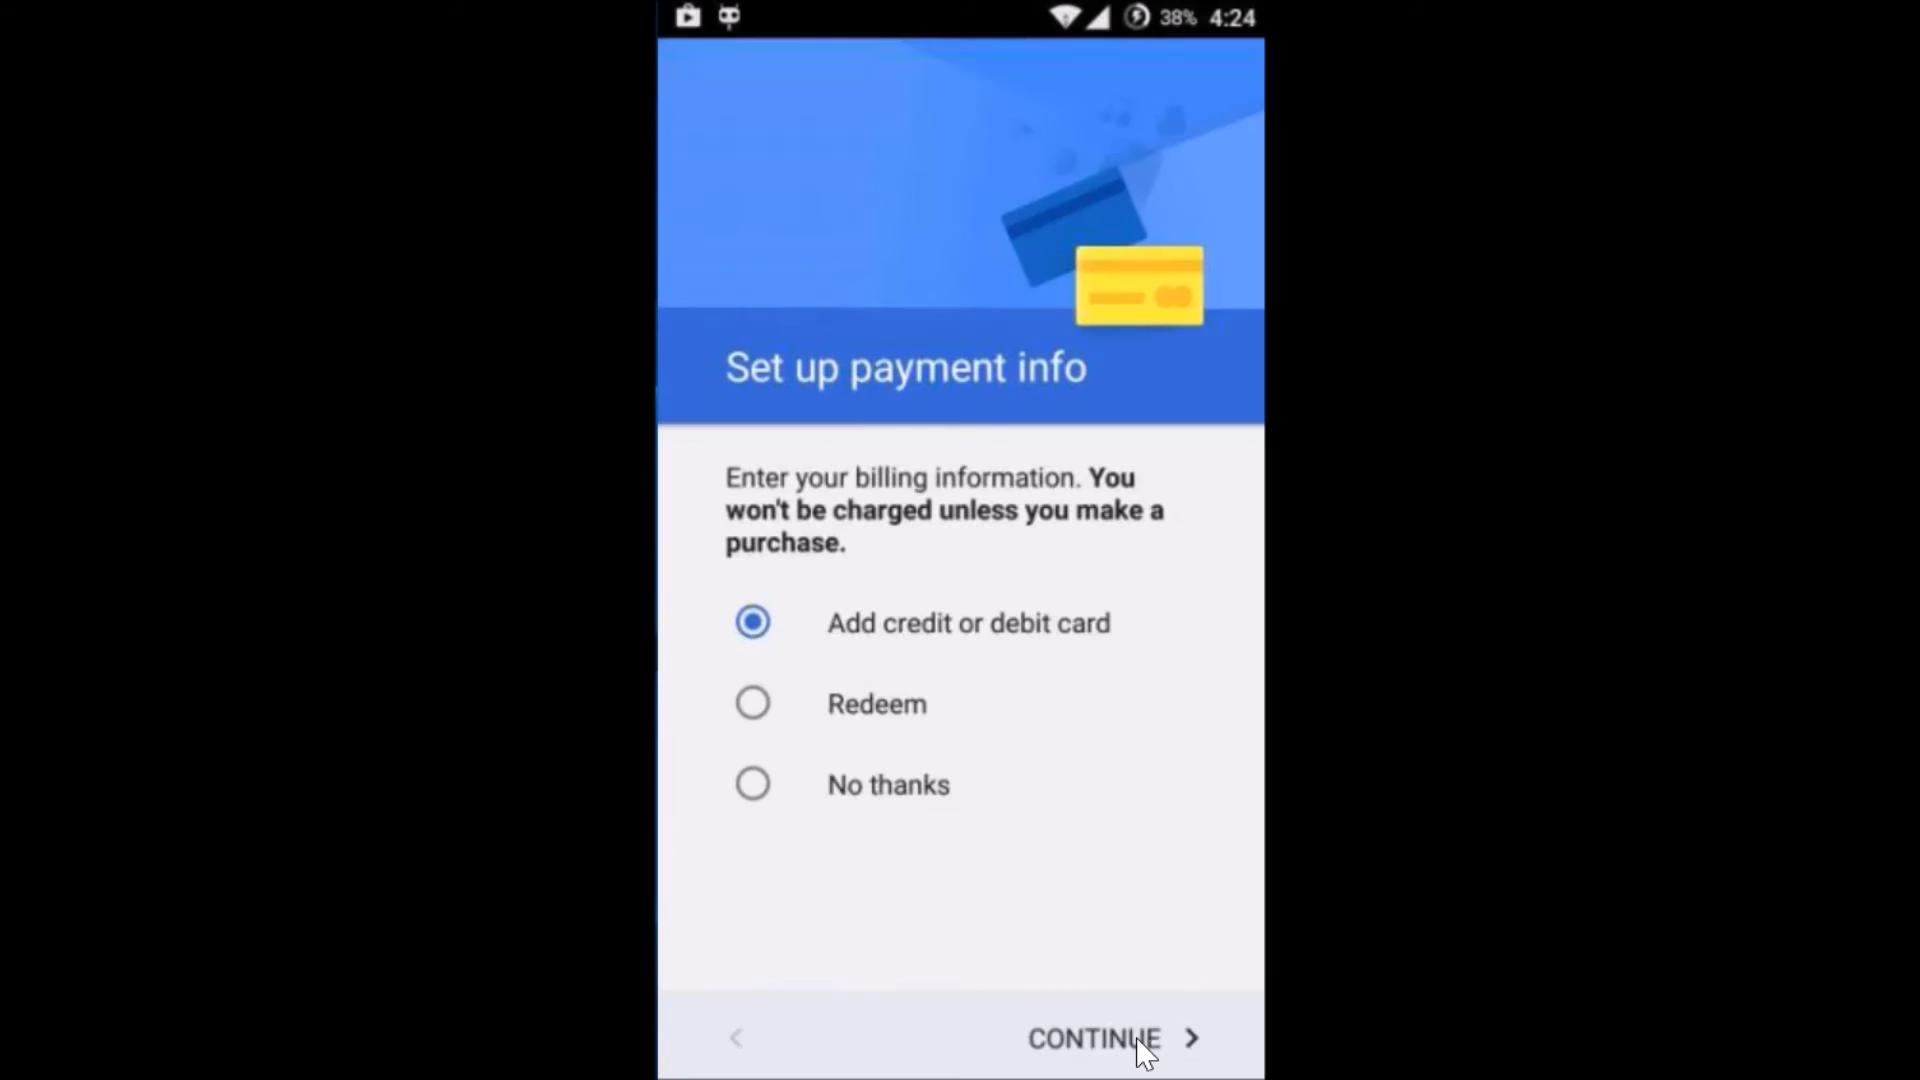 38% 4:24
Set up payment info
Enter your billing information. You
won't be charged unless you make a
purchase.
Add credit or debit card
Redeem
No thanks
CONTINUE